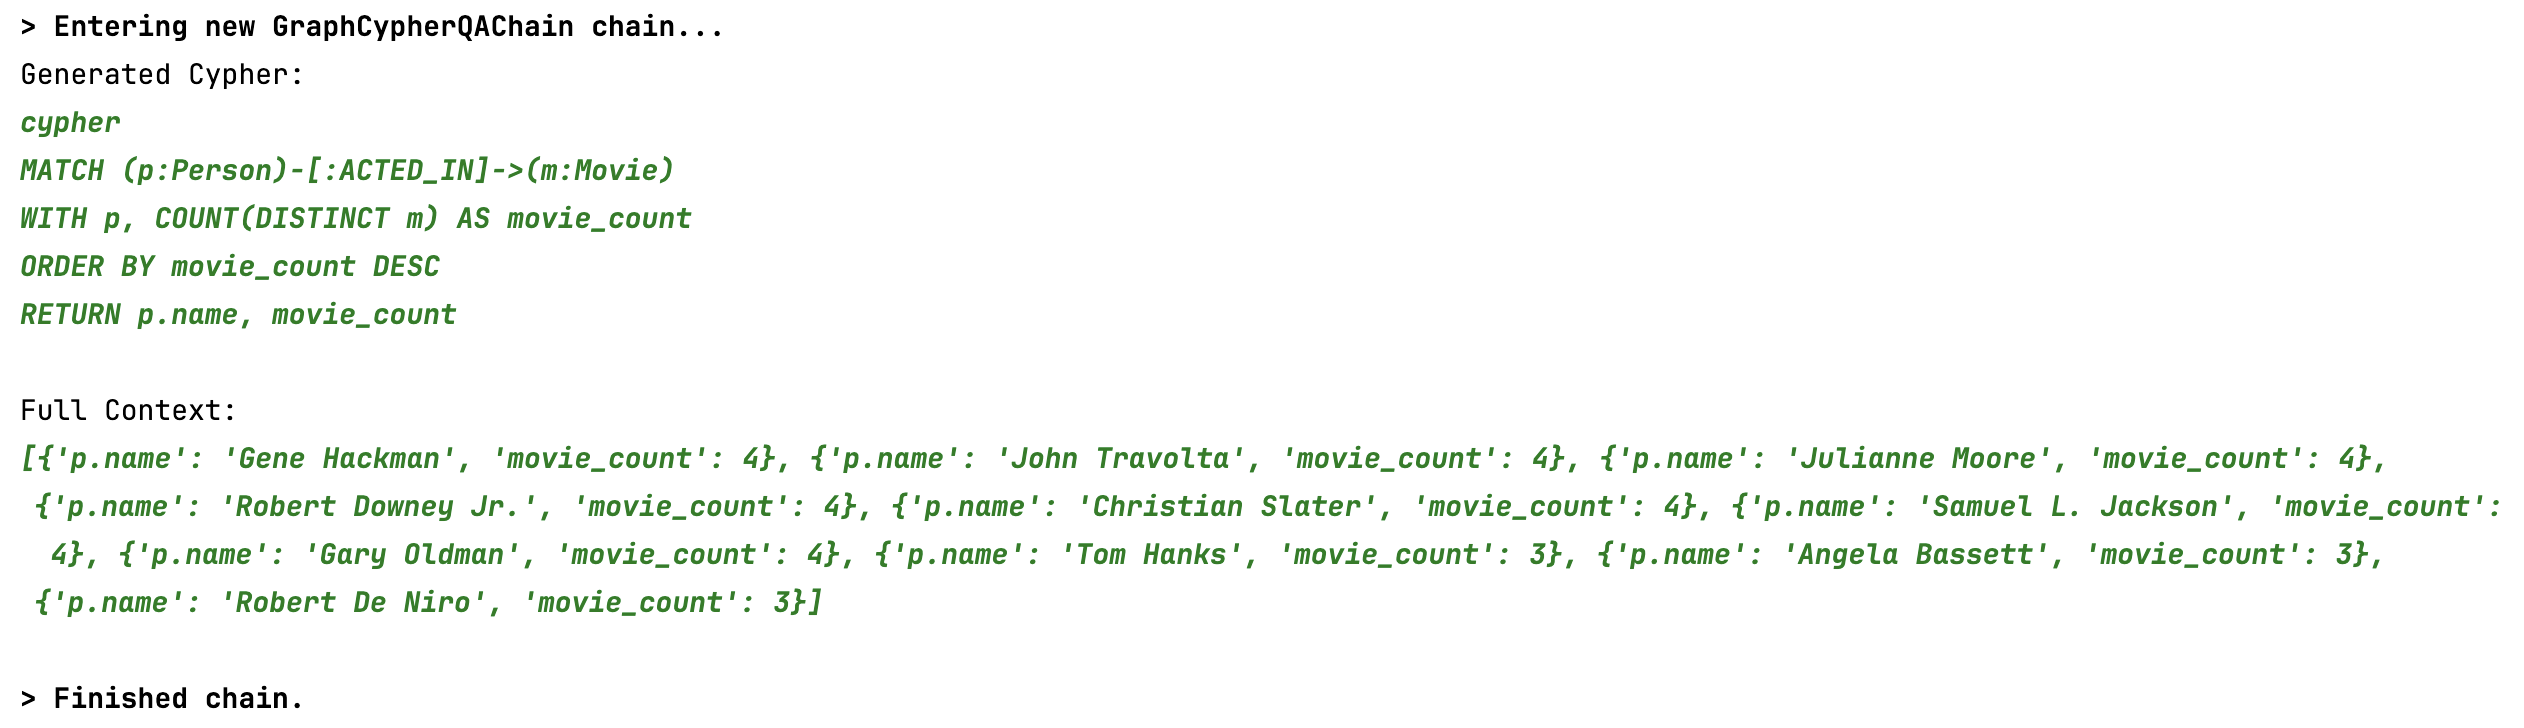 > Entering new GraphCypherQAChain chain...
Generated Cypher:
cypher
MATCH (p:Person)-[:ACTED_IN]->(m:Movie)
WITH p, COUNT(DISTINCT m) AS movie_count
ORDER BY movie_count DESC
RETURN p.name, movie_count
Full Context:
[{'p.name': 'Gene Hackman', 'movie_count': 4}, {'p.name': 'John Travolta', 'movie_count': 4}, {'p.name': 'Julianne Moore', 'movie_count': 4},
{'p.name': 'Robert Downey Jr.', 'movie_count': 4}, {'p.name': 'Christian Slater', 'movie_count': 4}, {'p.name': 'Samuel L. Jackson', 'movie_count':
4}, {'p.name': 'Gary Oldman', 'movie_count': 4}, {'p.name': 'Tom Hanks', 'movie_count': 3}, {'p.name': 'Angela Bassett', 'movie_count': 3},
{'p.name': 'Robert De Niro', 'movie_count': 3}]
> Finished chain.